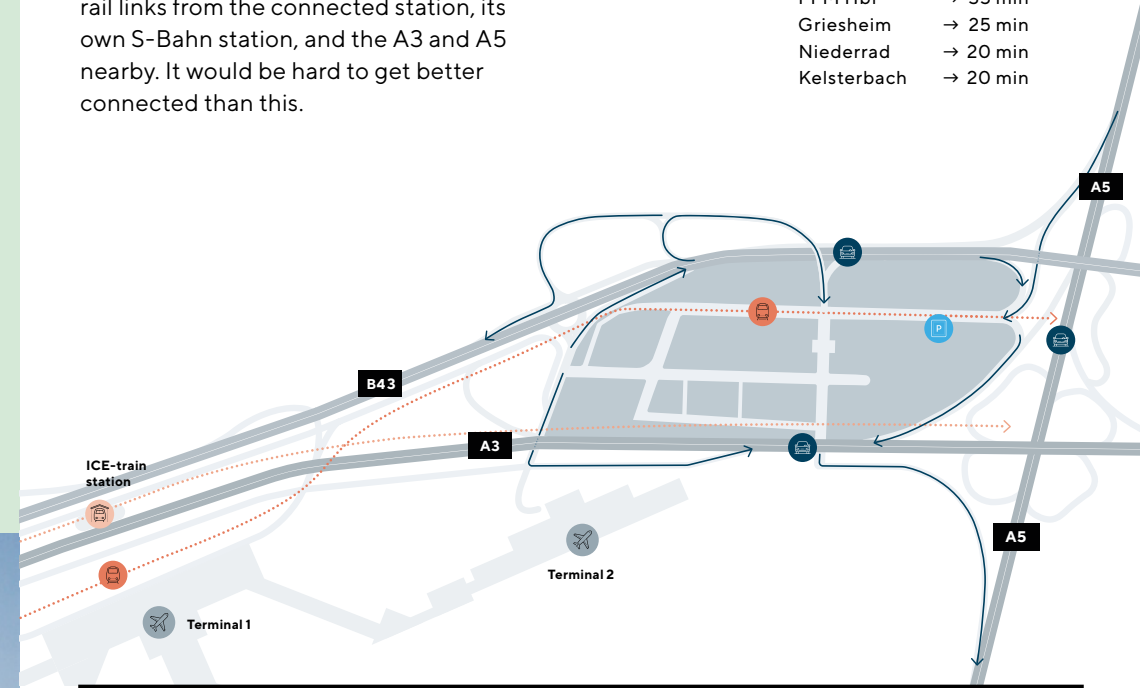 rail links from the connected station, its
own S-Bahn station, and the A3 and A5
nearby. It would be hard to get better
connected than this.
Griesheim → 25 min
Niederrad → 20 min
Kelsterbach → 20 min
A5
B43
A3
P
ICE-train
station
A5
Terminal 2
Terminal 1